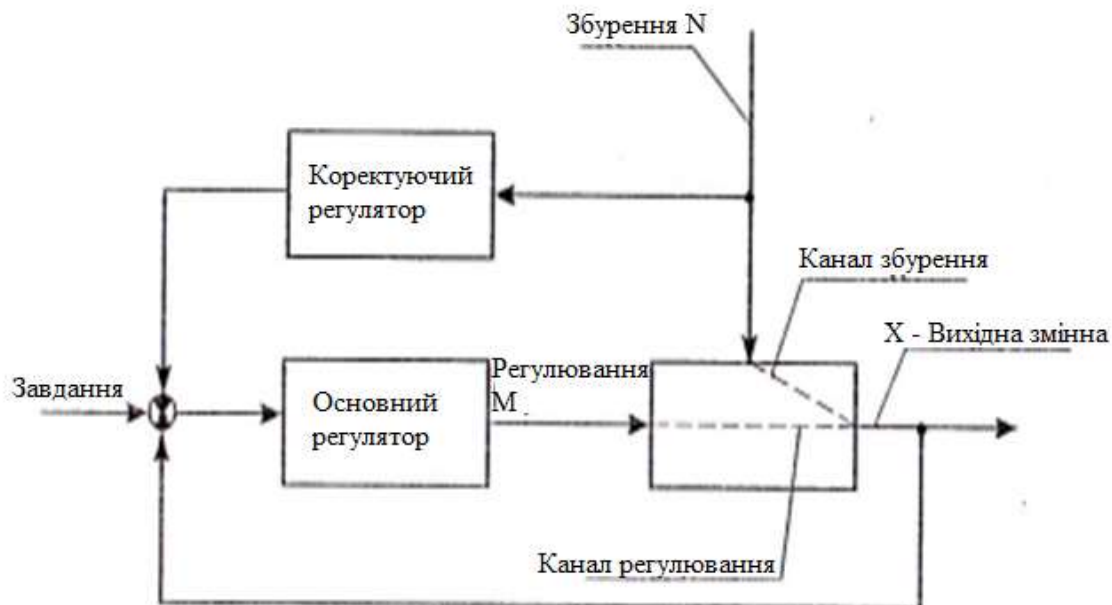 Збурення N
Коректуючий
регулятор
Канал збурення
X - Вихідна змінна
Завдання
Основний
регулятор
Регулювання
М
Канал регулювання